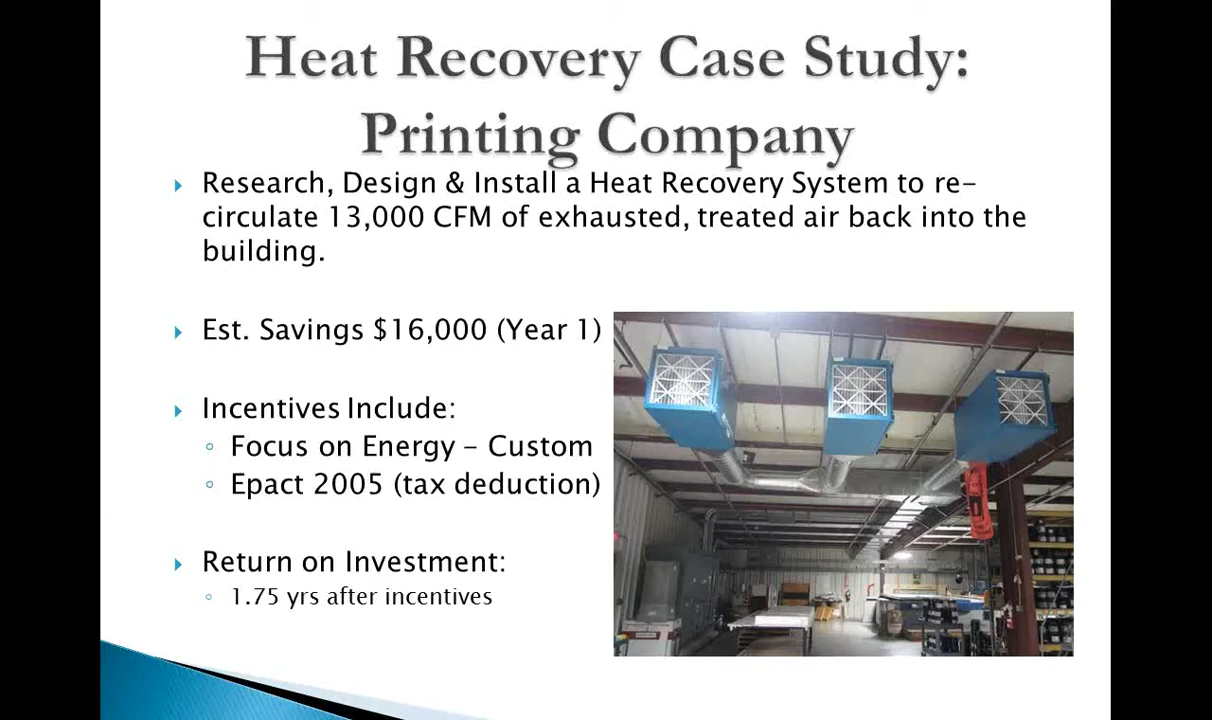 Heat Recovery Case Study:
Printing Company
Research, Design & Install a Heat Recovery System to re-
circulate 13,000 CFM of exhausted, treated air back into the
building.
Est. Savings $16,000 (Year 1)
Incentives Include:
Focus on Energy - Custom
Epact 2005 (tax deduction)
Return on Investment:
1.75 yrs after incentives